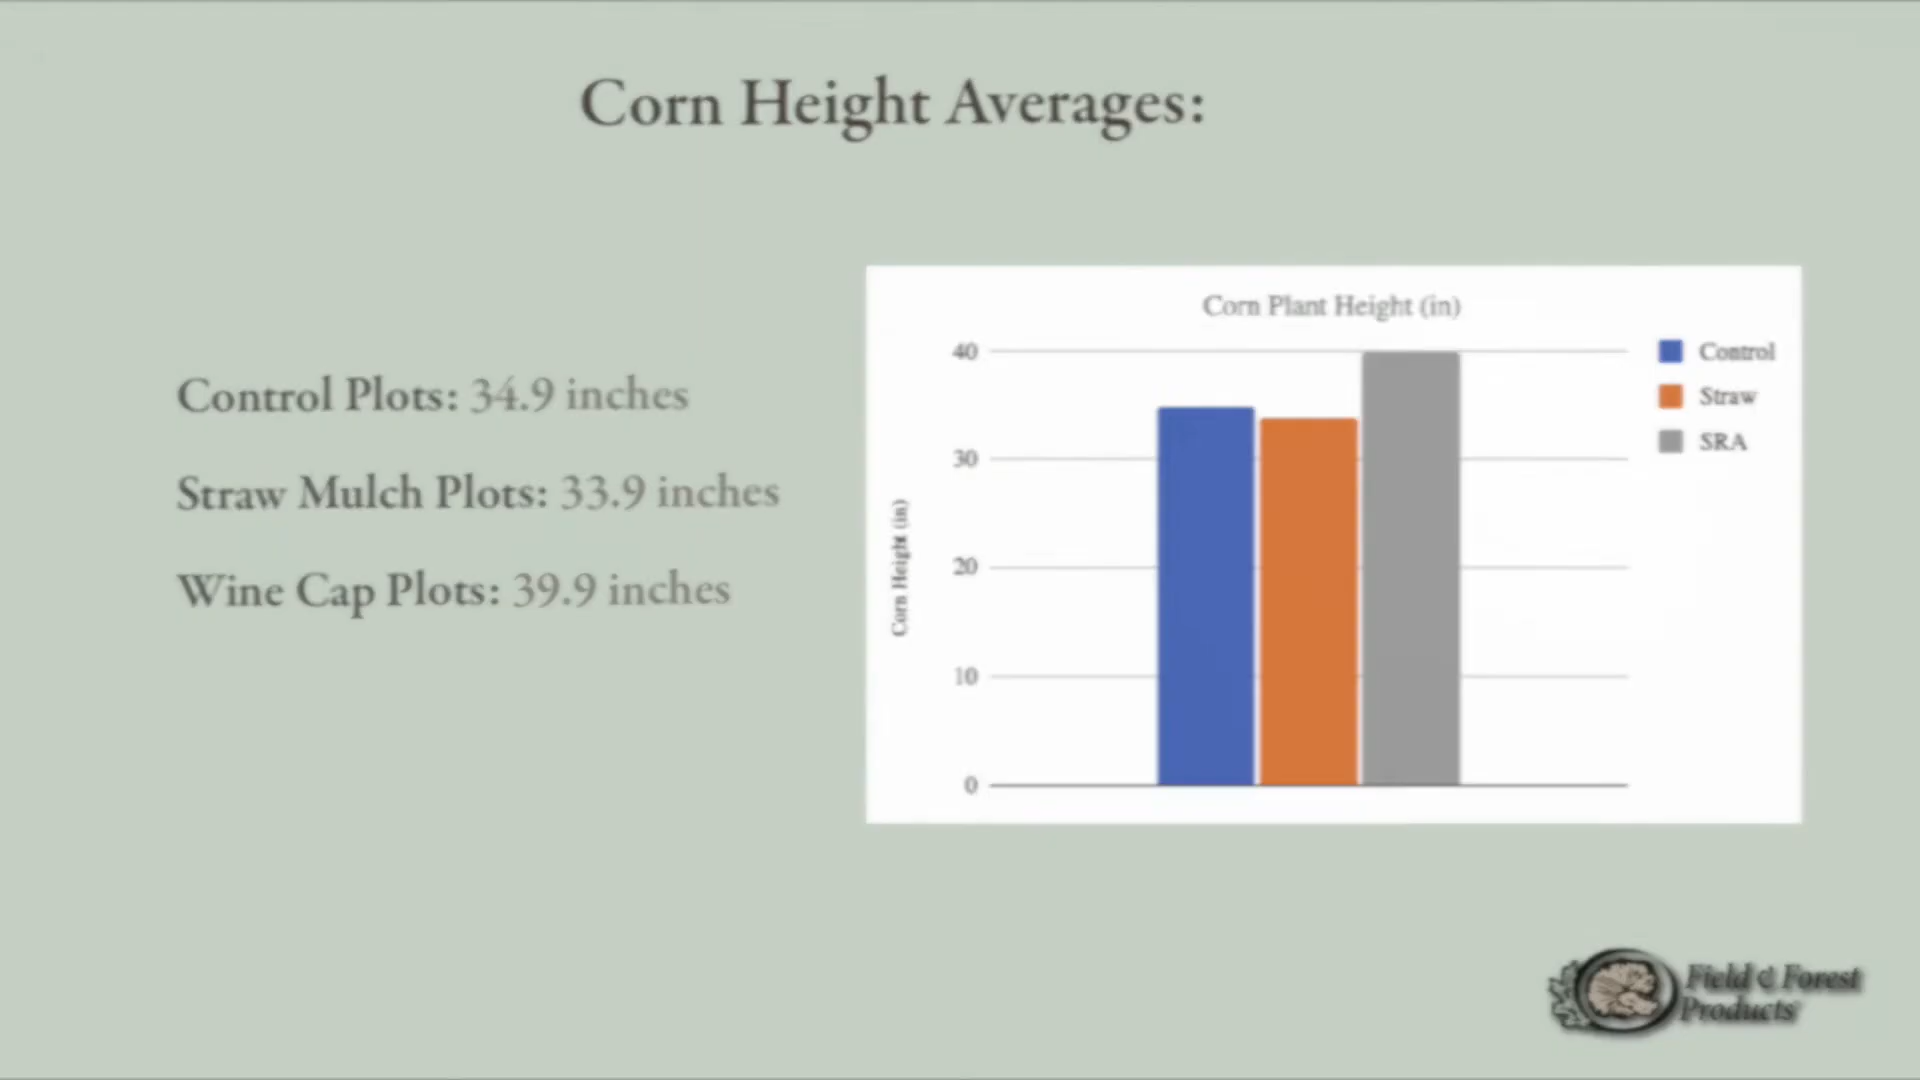 Corn Height Averages:
Control Plots: 34.9 inches
Straw Mulch Plots: 33.9 inches
Wine Cap Plots: 39.9 inches
Corn Plant Height (in)
Corn Height (in)
40
30
20
10
0
Control
Straw
SRA
Field & Forest
Products